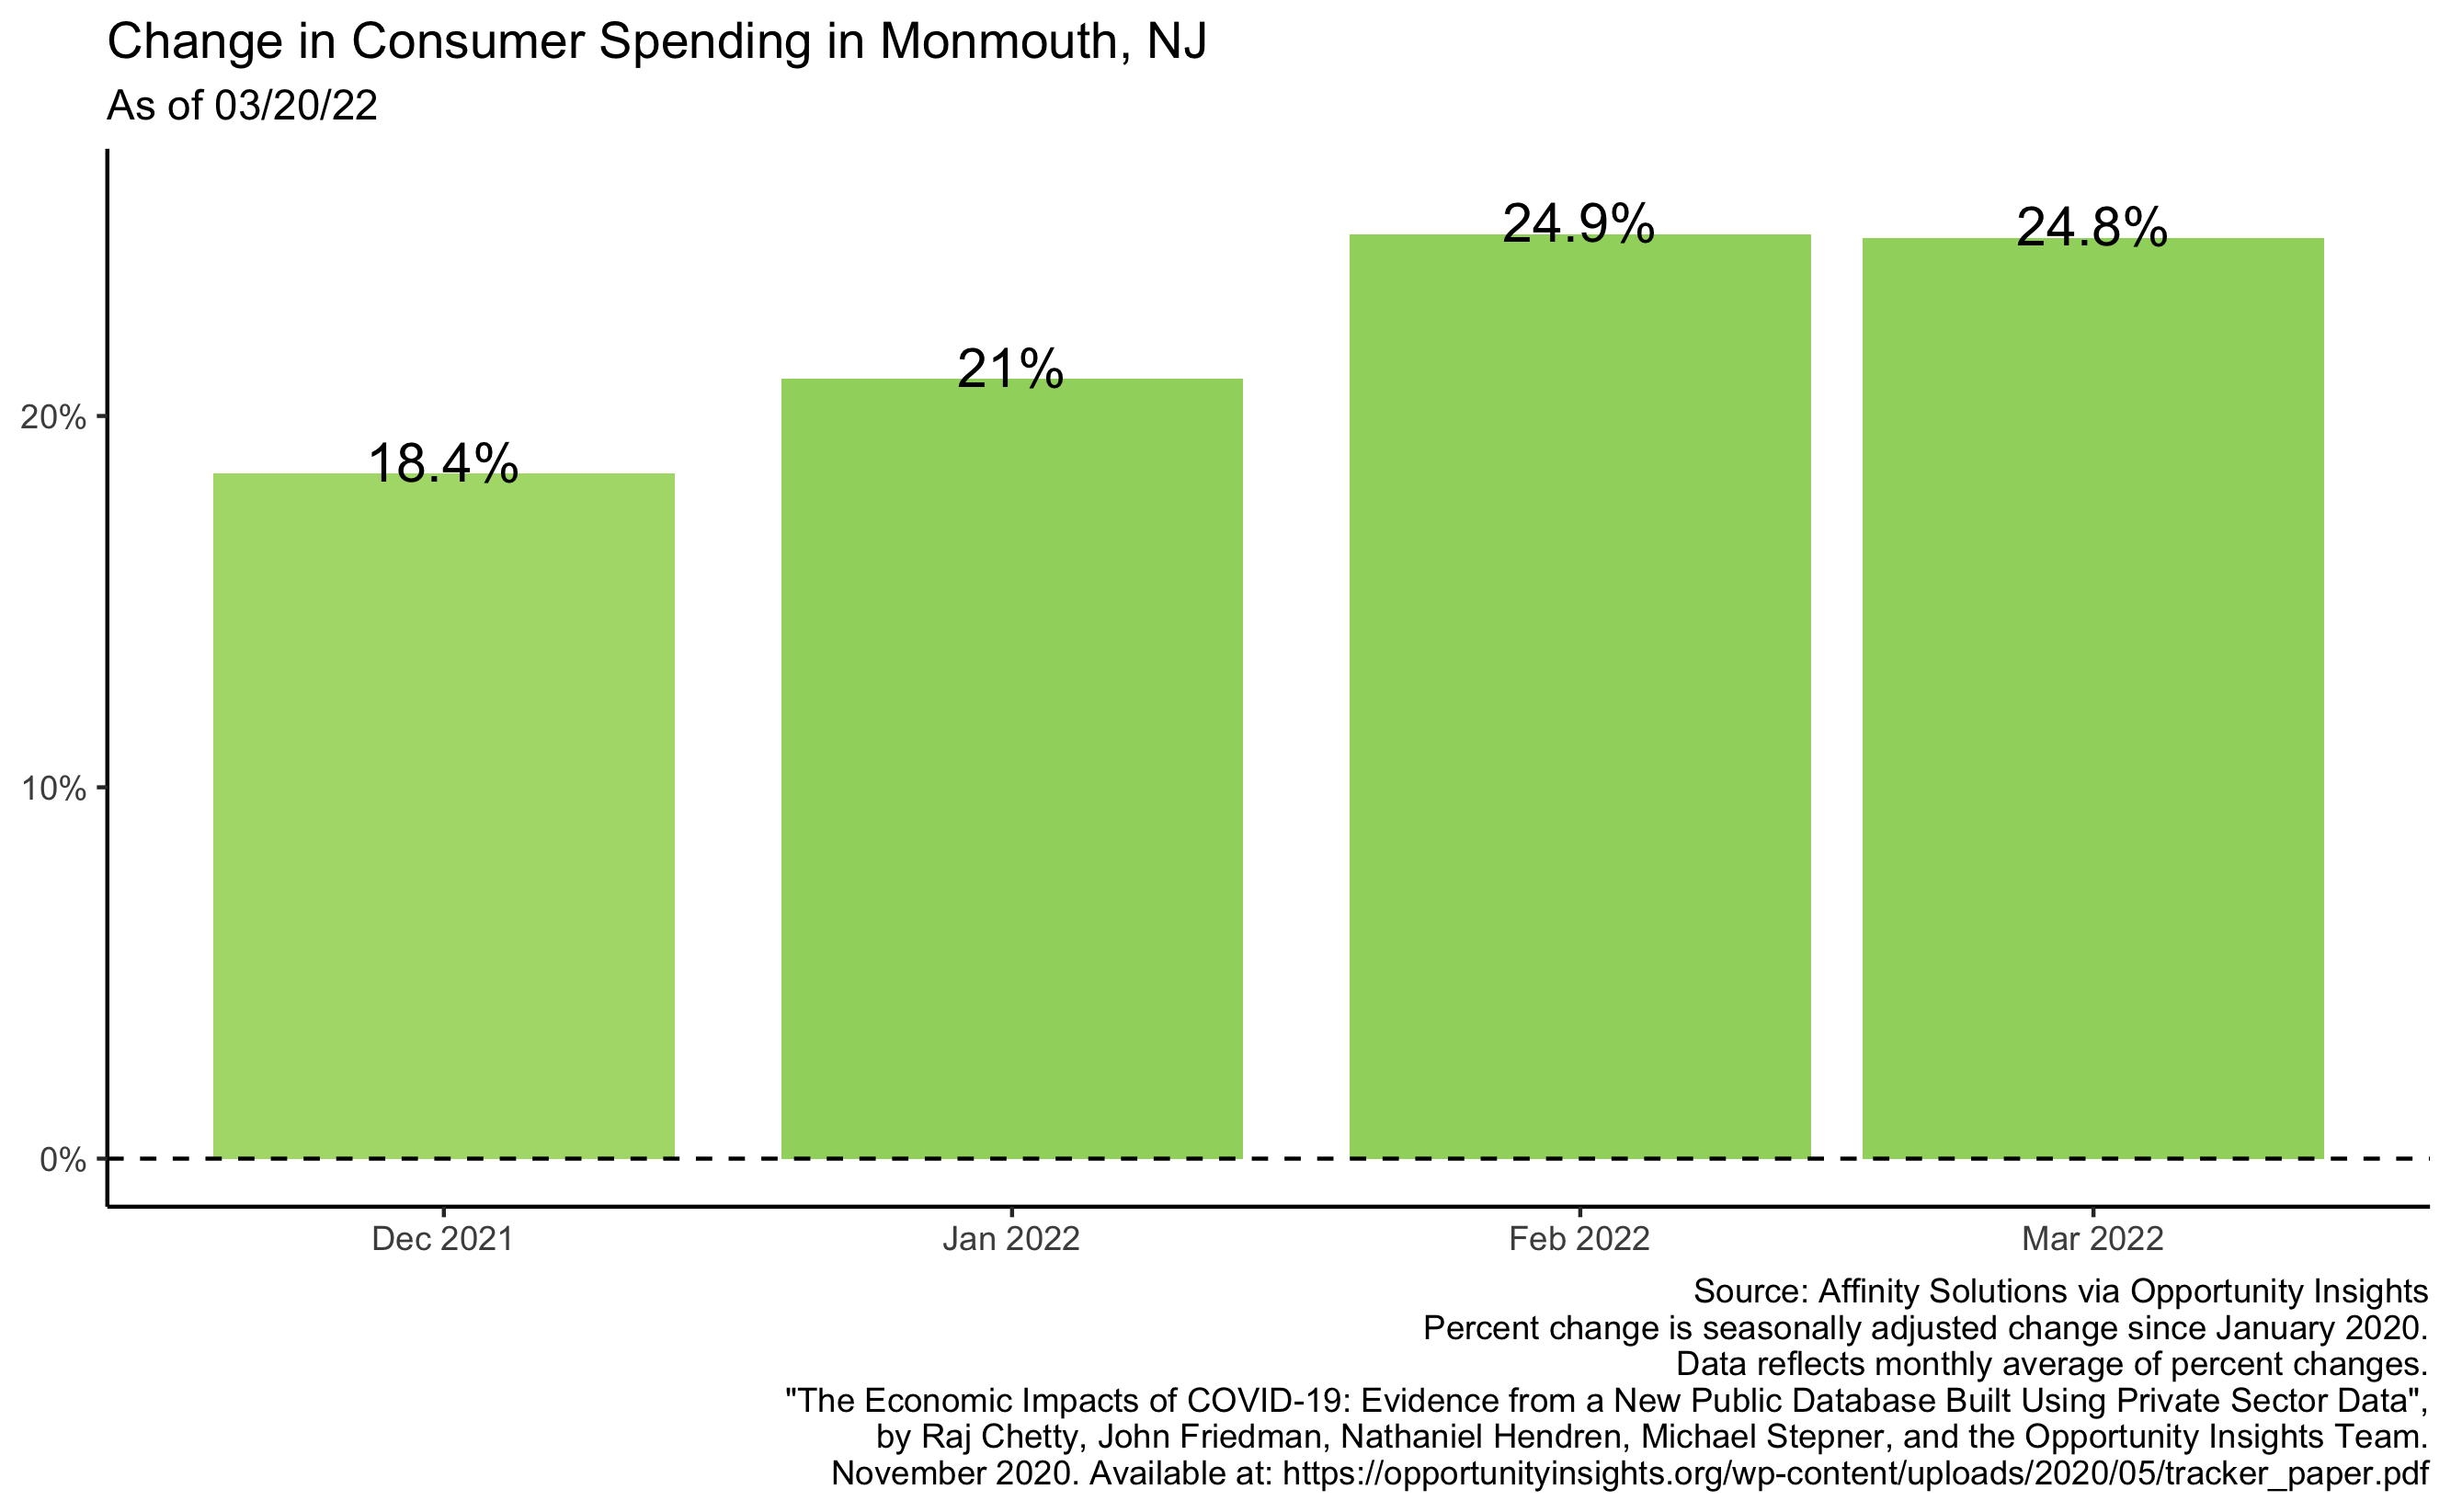 Change in Consumer Spending in Monmouth, NJ
As of 03/20/22
24.9%
24.8%
21%
20%
18.4%
10%
0%
Dec 2021
Jan 2022
Feb 2022
Mar 2022
Source: Affinity Solutions via Opportunity Insights
Percent change is seasonally adjusted change since January 2020.
Data reflects monthly average of percent changes.
"The Economic Impacts of COVID-19: Evidence from a New Public Database Built Using Private Sector Data",
by Raj Chetty, John Friedman, Nathaniel Hendren, Michael Stepner, and the Opportunity Insights Team.
November 2020. Available at: https://opportunityinsights.org/wp-content/uploads/2020/05/tracker_paper.pdf